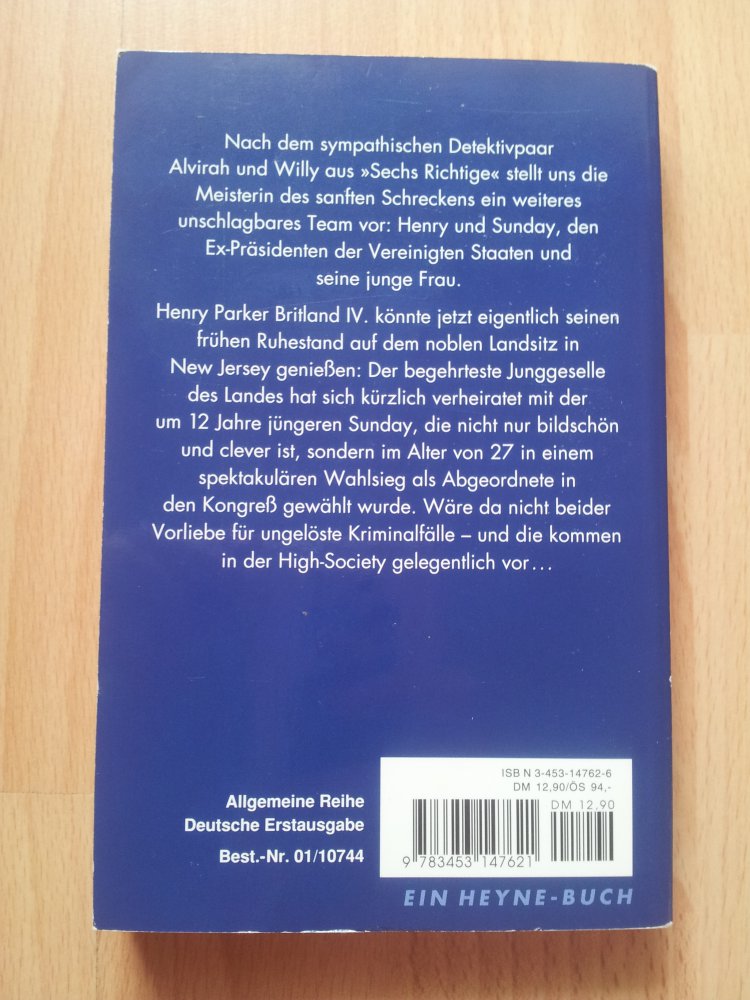 Nach dem sympathischen Detektivpaar
Alvirah und Willy aus »Sechs Richtige« stellt uns die
Meisterin des sanften Schreckens ein weiteres
unschlagbares Team vor: Henry und Sunday, den
Ex-Präsidenten der Vereinigten Staaten und
seine junge Frau.
Henry Parker Britland IV. könnte jetzt eigentlich seinen
frühen Ruhestand auf dem noblen Landsitz in
New Jersey genießen: Der begehrteste Junggeselle
des Landes hat sich kürzlich verheiratet mit der
um 12 Jahre jüngeren Sunday, die nicht nur bildschön
und clever ist, sondern im Alter von 27 in einem
spektakulären Wahlsieg als Abgeordnete in
den Kongreß gewählt wurde. Wäre da nicht beider
Vorliebe für ungelöste Kriminalfälle – und die kommen
in der High-Society gelegentlich vor...
Allgemeine Reihe
Deutsche Erstausgabe
Best.-Nr. 01/10744
ISBN 3-453-14762-6
DM 12,90/ÖS 94,-
DM 12,90
9 783453 147621
EIN HEYNE-BUCH